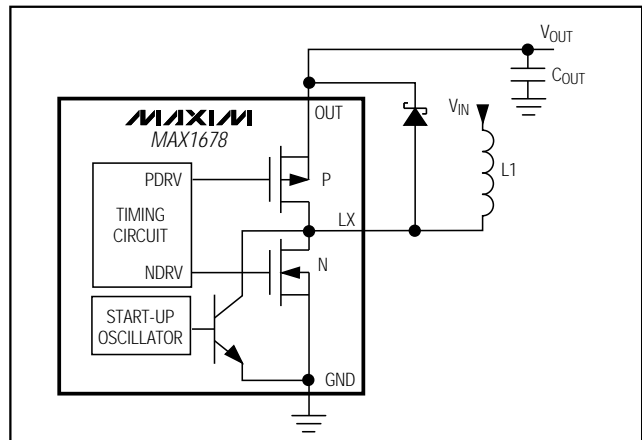 VOUT
COUT
VIN
OUT
MAXIM
MAX1678
L1
PDRV
P
TIMING
CIRCUIT
LX
NDRV
N
START-UP
OSCILLATOR
GND